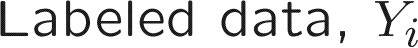 Labeled data, $Y_i$